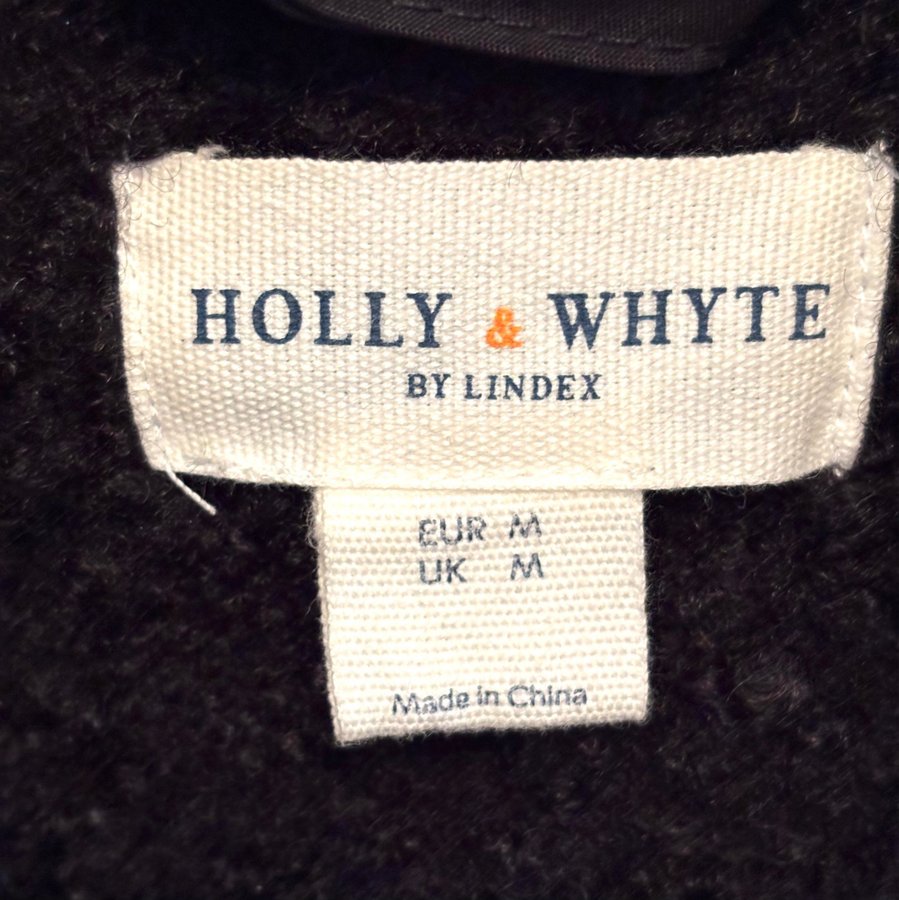 HOLLY & WHYTE
BY LINDEX
EUR M
UK M
Made in China